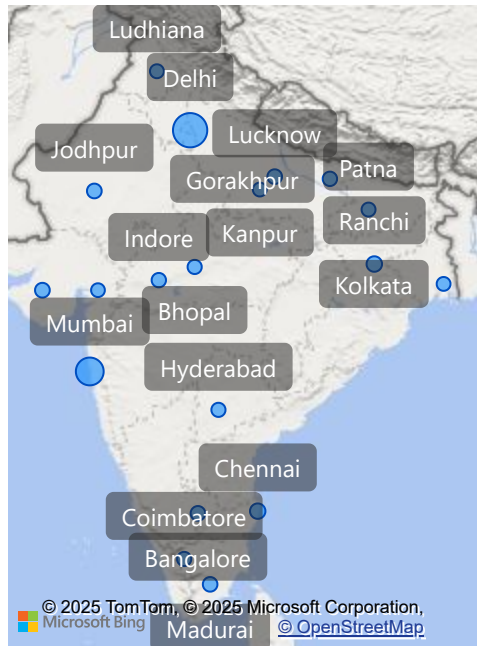 Ludhiana
Delhi
Lucknow
Jodhpur
Patna
Gorakhpur
Ranchi
Kanpur
Indore
Kolkata
Bhopal
Mumbai
Hyderabad
Chennai
Coimbatore
Bangalore
© 2025 TomTom, © 2025 Microsoft Corporation,
Microsoft Bing
© OpenStreetMap
Madurai